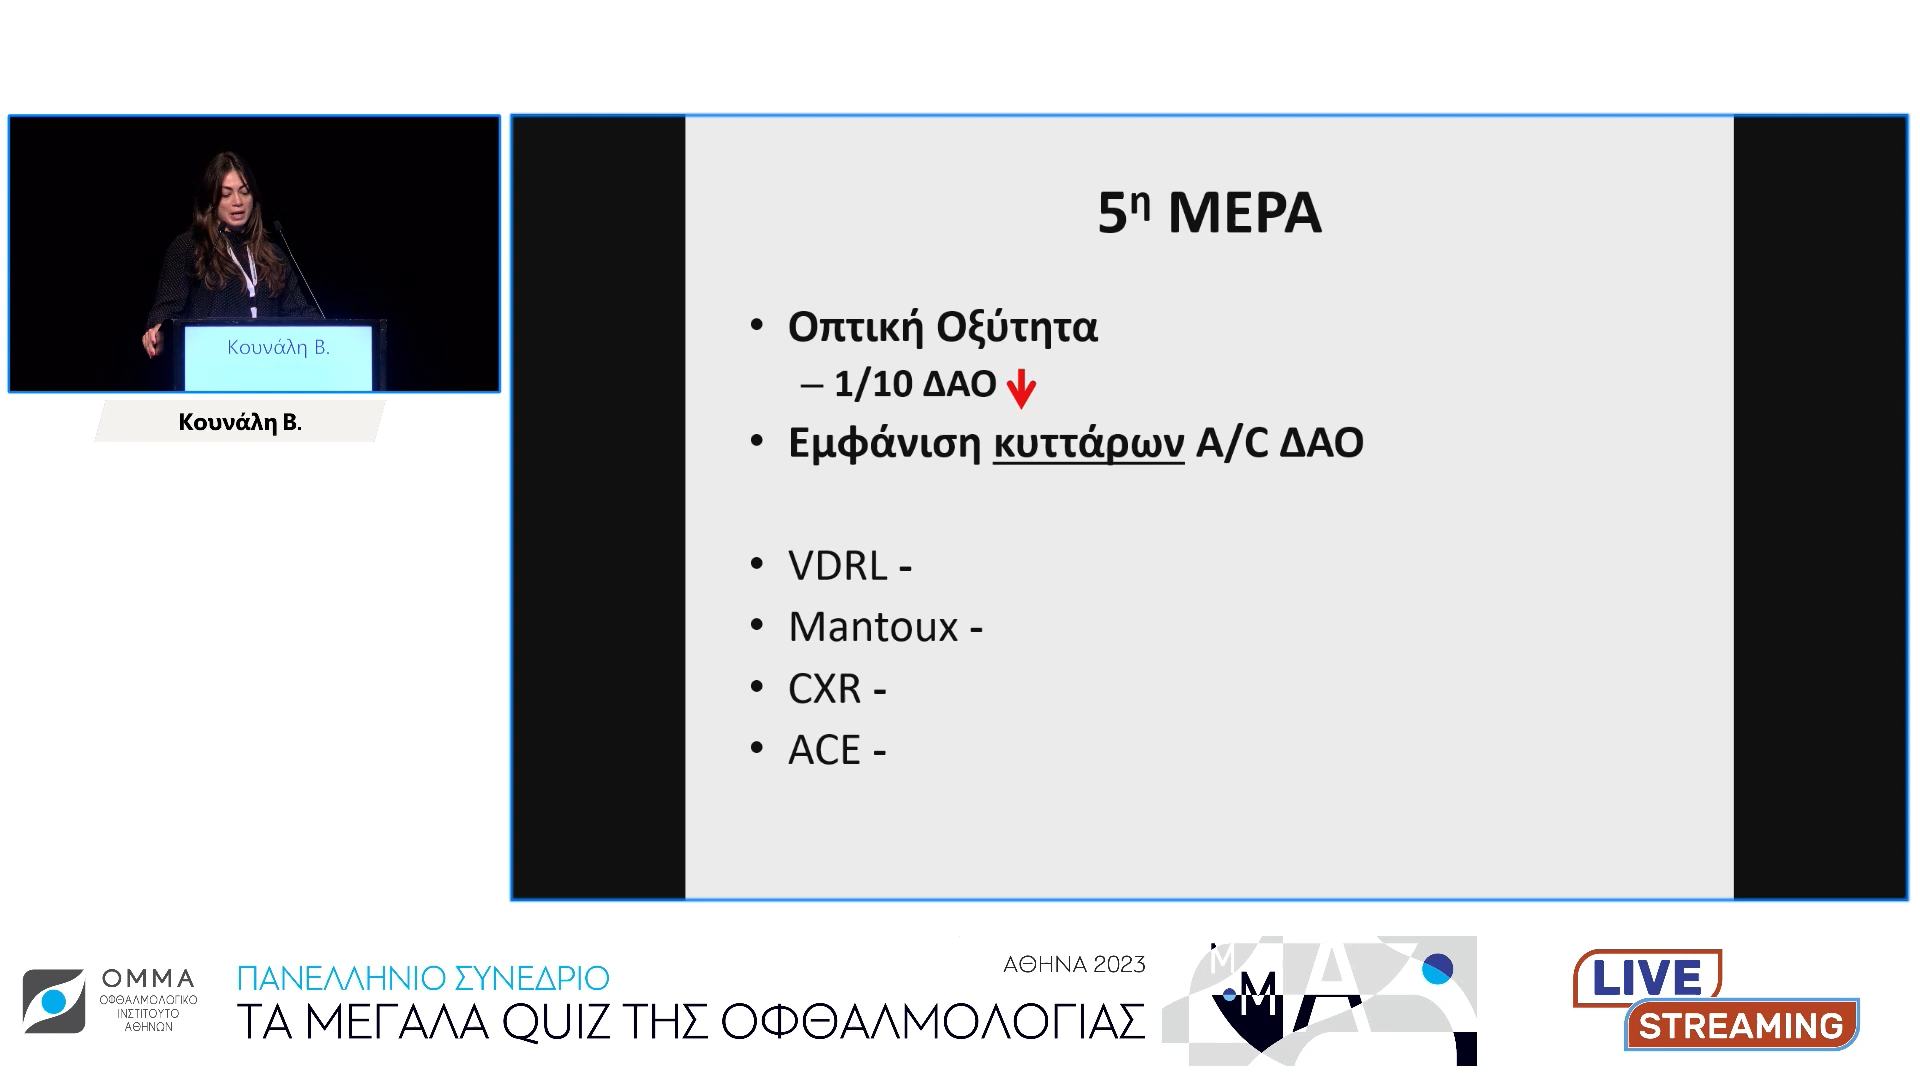 Κουνάλη Β.
Κουνάλη Β.
5η ΜΕΡΑ
• Οπτική Οξύτητα
– 1/10 ΔΑΟ
• Εμφάνιση κυττάρων A/C ΔΑΟ
• VDRL -
• Mantoux -
• CXR -
• ACE -
ΟΜΜΑ
ΟΦΘΑΛΜΟΛΟΓΙΚΟ
ΙΝΣΤΙΤΟΥΤΟ
ΑΘΗΝΩΝ
ΠΑΝΕΛΛΗΝΙΟ ΣΥΝΕΔΡΙΟ
ΑΘΗΝΑ 2023
ΤΑ ΜΕΓΑΛΑ QUIZ ΤΗΣ ΟΦΘΑΛΜΟΛΟΓΙΑΣ
LIVE
STREAMING